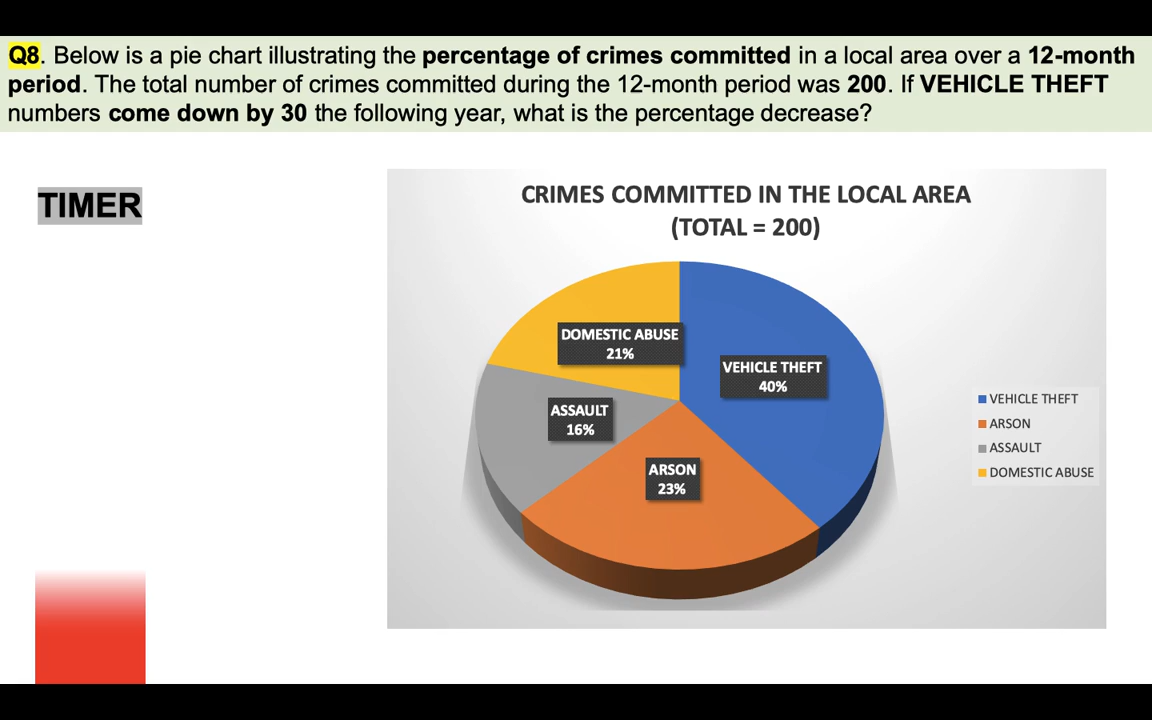 Q8. Below is a pie chart illustrating the percentage of crimes committed in a local area over a 12-month
period. The total number of crimes committed during the 12-month period was 200. If VEHICLE THEFT
numbers come down by 30 the following year, what is the percentage decrease?
TIMER
CRIMES COMMITTED IN THE LOCAL AREA
(TOTAL = 200)
DOMESTIC ABUSE
21%
VEHICLE THEFT
40%
ASSAULT
16%
ARSON
23%
VEHICLE THEFT
ARSON
ASSAULT
DOMESTIC ABUSE